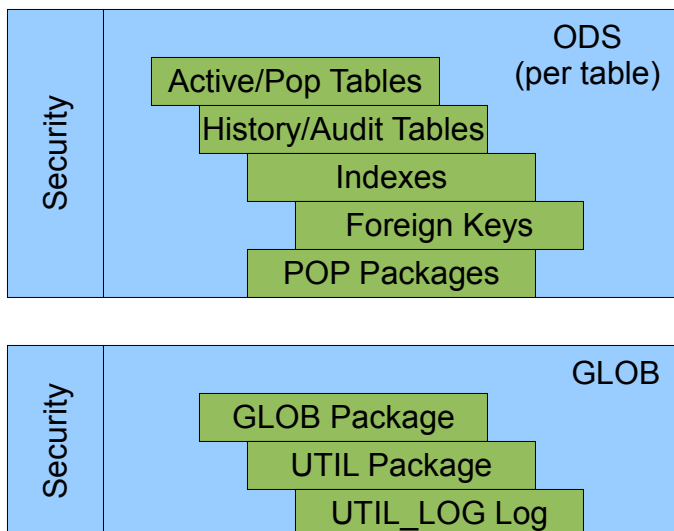 ODS
(per table)
Security
Active/Pop Tables
History/Audit Tables
Indexes
Foreign Keys
POP Packages
GLOB
Security
GLOB Package
UTIL Package
UTIL_LOG Log